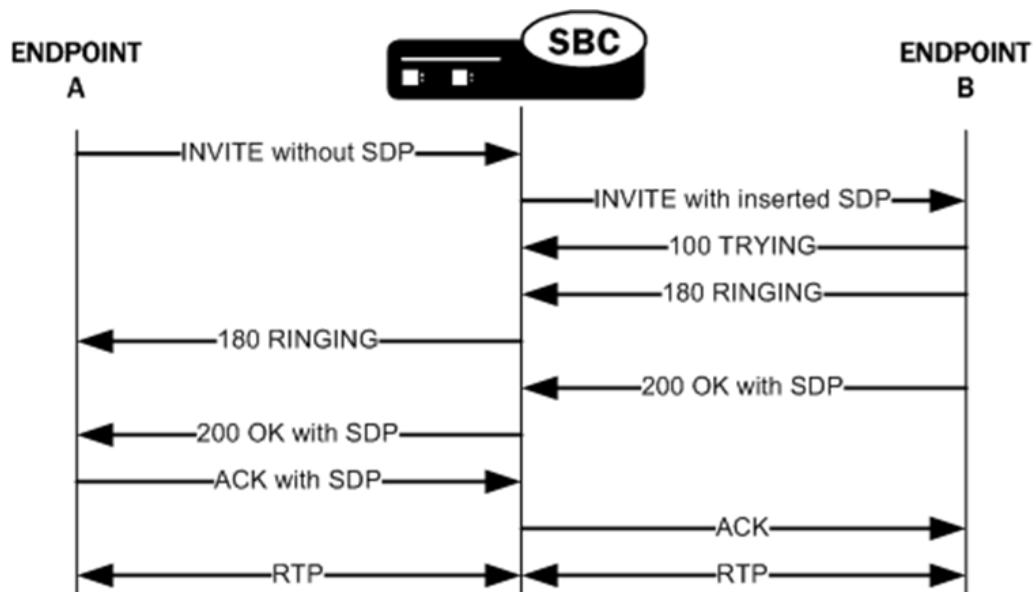 ENDPOINT
A
SBC
ENDPOINT
B
INVITE without SDP
INVITE with inserted SDP
100 TRYING
180 RINGING
180 RINGING
200 OK with SDP
200 OK with SDP
ACK with SDP
ACK
RTP
RTP